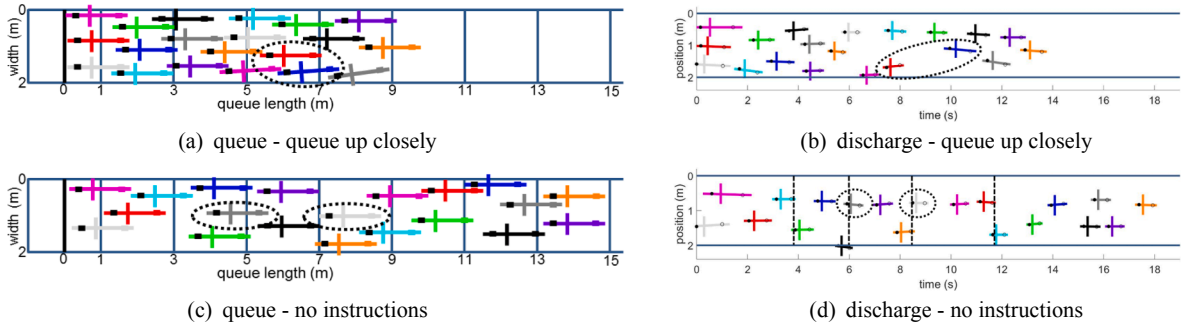 0
1
2
width (m)
0 1 3 5 7 9 11 13 15
queue length (m)
(a) queue - queue up closely
0
1
2
position (m)
0 2 4 6 8 10 12 14 16 18
time (s)
(b) discharge - queue up closely
0
1
2
width (m)
0 1 3 5 7 9 11 13 15
queue length (m)
(c) queue - no instructions
0
1
2
position (m)
0 2 4 6 8 10 12 14 16 18
time (s)
(d) discharge - no instructions